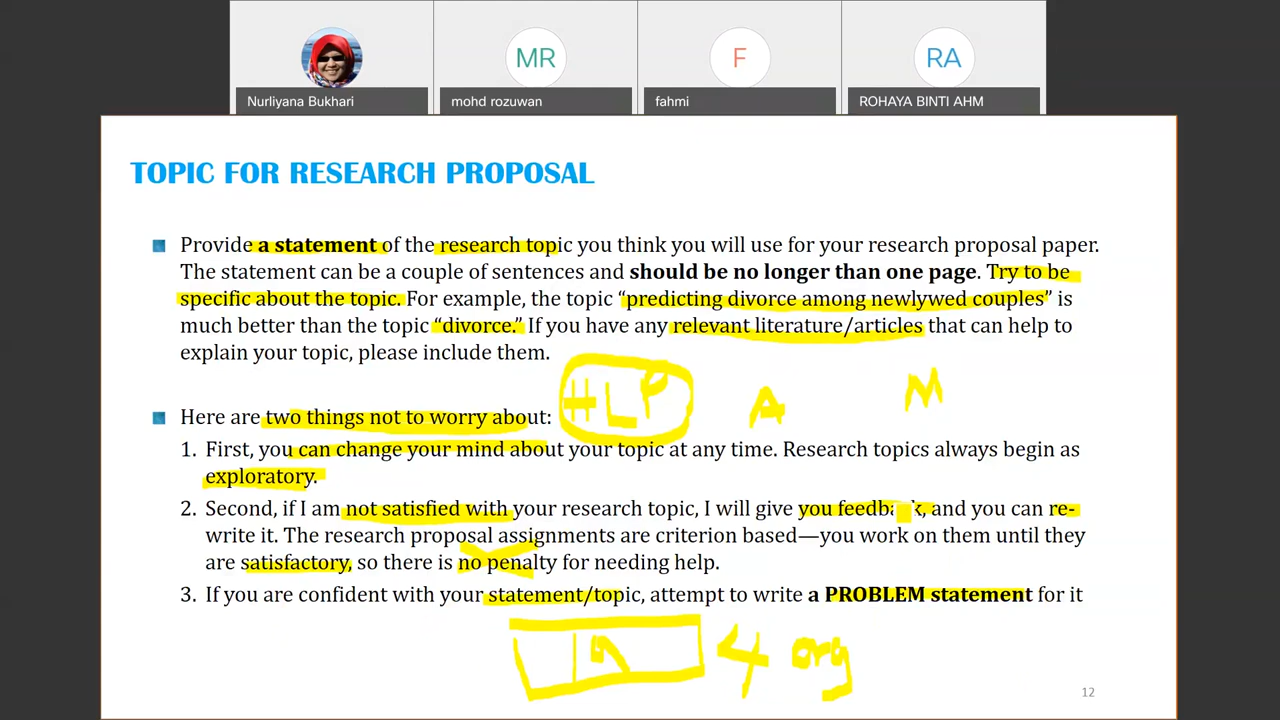 MR
F
RA
Nurliyana Bukhari
mohd rozuwan
fahmi
ROHAYA BINTI AHM
TOPIC FOR RESEARCH PROPOSAL
Provide a statement of the research topic you think you will use for your research proposal paper.
The statement can be a couple of sentences and should be no longer than one page. Try to be
specific about the topic. For example, the topic “predicting divorce among newlywed couples” is
much better than the topic “divorce.” If you have any relevant literature/articles that can help to
explain your topic, please include them.
HLP A M
Here are two things not to worry about:
1. First, you can change your mind about your topic at any time. Research topics always begin as
exploratory.
2. Second, if I am not satisfied with your research topic, I will give you feedback, and you can re-
write it. The research proposal assignments are criterion based—you work on them until they
are satisfactory, so there is no penalty for needing help.
3. If you are confident with your statement/topic, attempt to write a PROBLEM statement for it
4 org
12